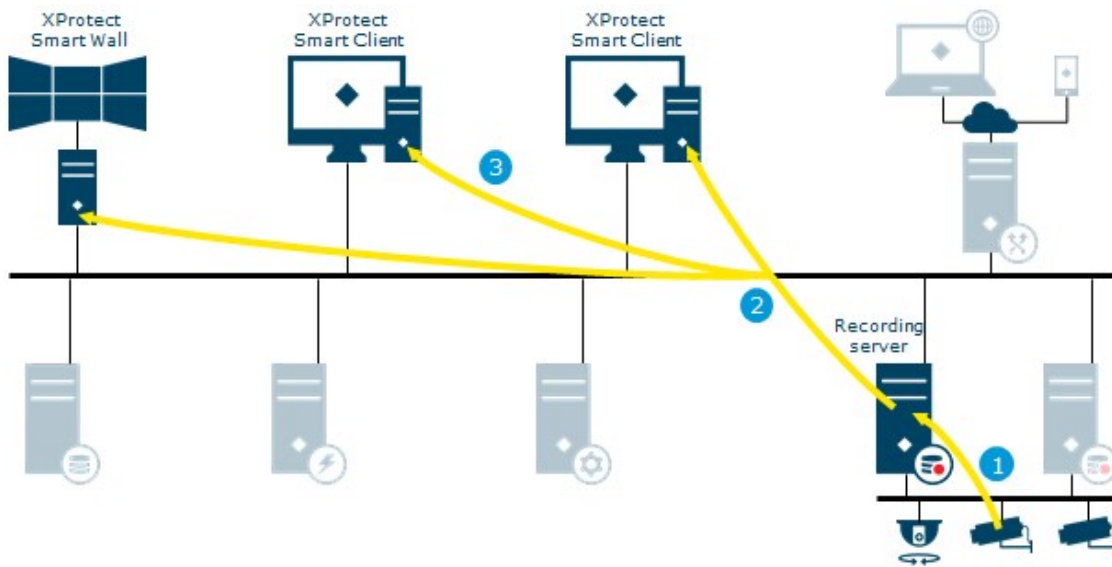 XProtect
Smart Wall
XProtect
Smart Client
XProtect
Smart Client
3
2
Recording
server
1